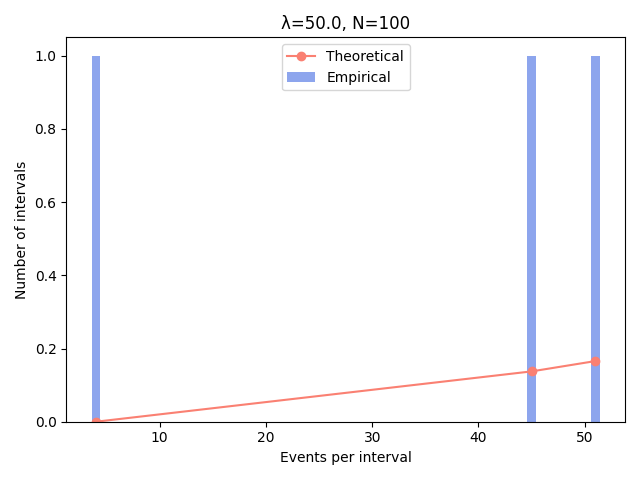 λ=50.0, N=100
Theoretical
Empirical
Number of intervals
1.0
0.8
0.6
0.4
0.2
0.0
10 20 30 40 50
Events per interval